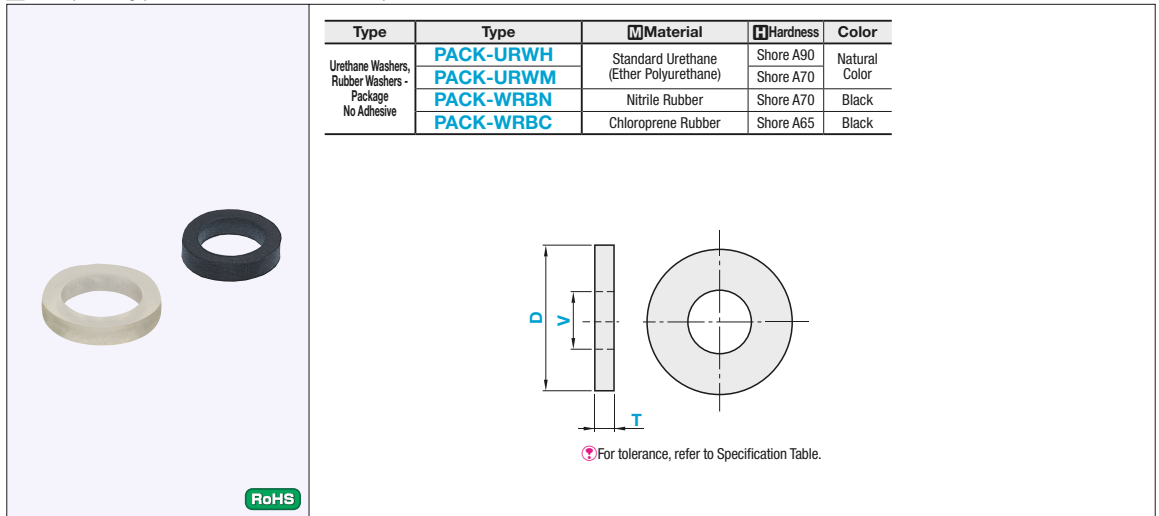 Type Type MMaterial HHardness Color
Urethane Washers,
Rubber Washers -
Package
No Adhesive
PACK-URWH Standard Urethane
(Ether Polyurethane) Shore A90 Natural
Color
PACK-URWM Shore A70
PACK-WRBN Nitrile Rubber Shore A70 Black
PACK-WRBC Chloroprene Rubber Shore A65 Black
D
V
T
For tolerance, refer to Specification Table.
RoHS